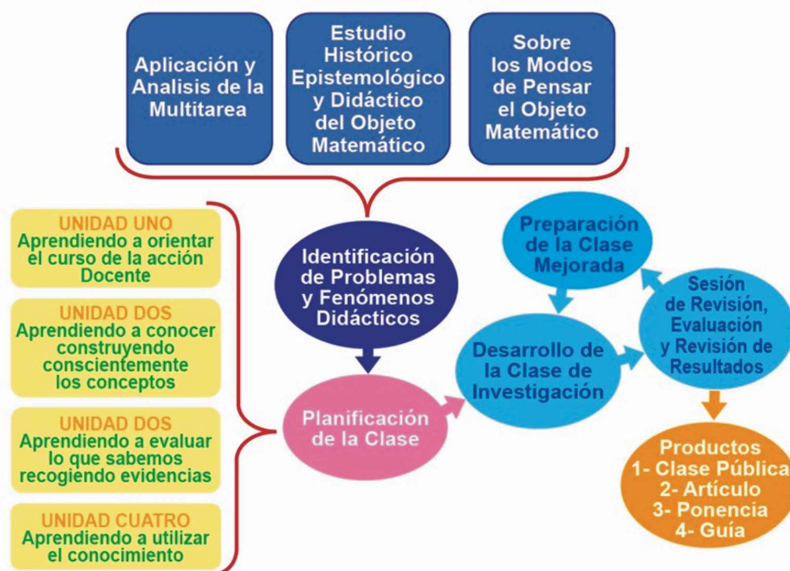 Aplicación y
Analisis de la
Multitarea
Estudio
Histórico
Epistemológico
y Didáctico
del Objeto
Matemático
Sobre
los Modos
de Pensar
el Objeto
Matemático
UNIDAD UNO
Aprendiendo a orientar
el curso de la acción
Docente
UNIDAD DOS
Aprendiendo a conocer
construyendo
conscientemente
los conceptos
UNIDAD DOS
Aprendiendo a evaluar
lo que sabemos
recogiendo evidencias
UNIDAD CUATRO
Aprendiendo a utilizar
el conocimiento
Identificación
de Problemas
y Fenómenos
Didácticos
Planificación
de la Clase
Preparación
de la Clase
Mejorada
Desarrollo de
la Clase de
Investigación
Sesión
de Revisión,
Evaluación
y Revisión de
Resultados
Productos
1- Clase Pública
2- Artículo
3- Ponencia
4- Guía